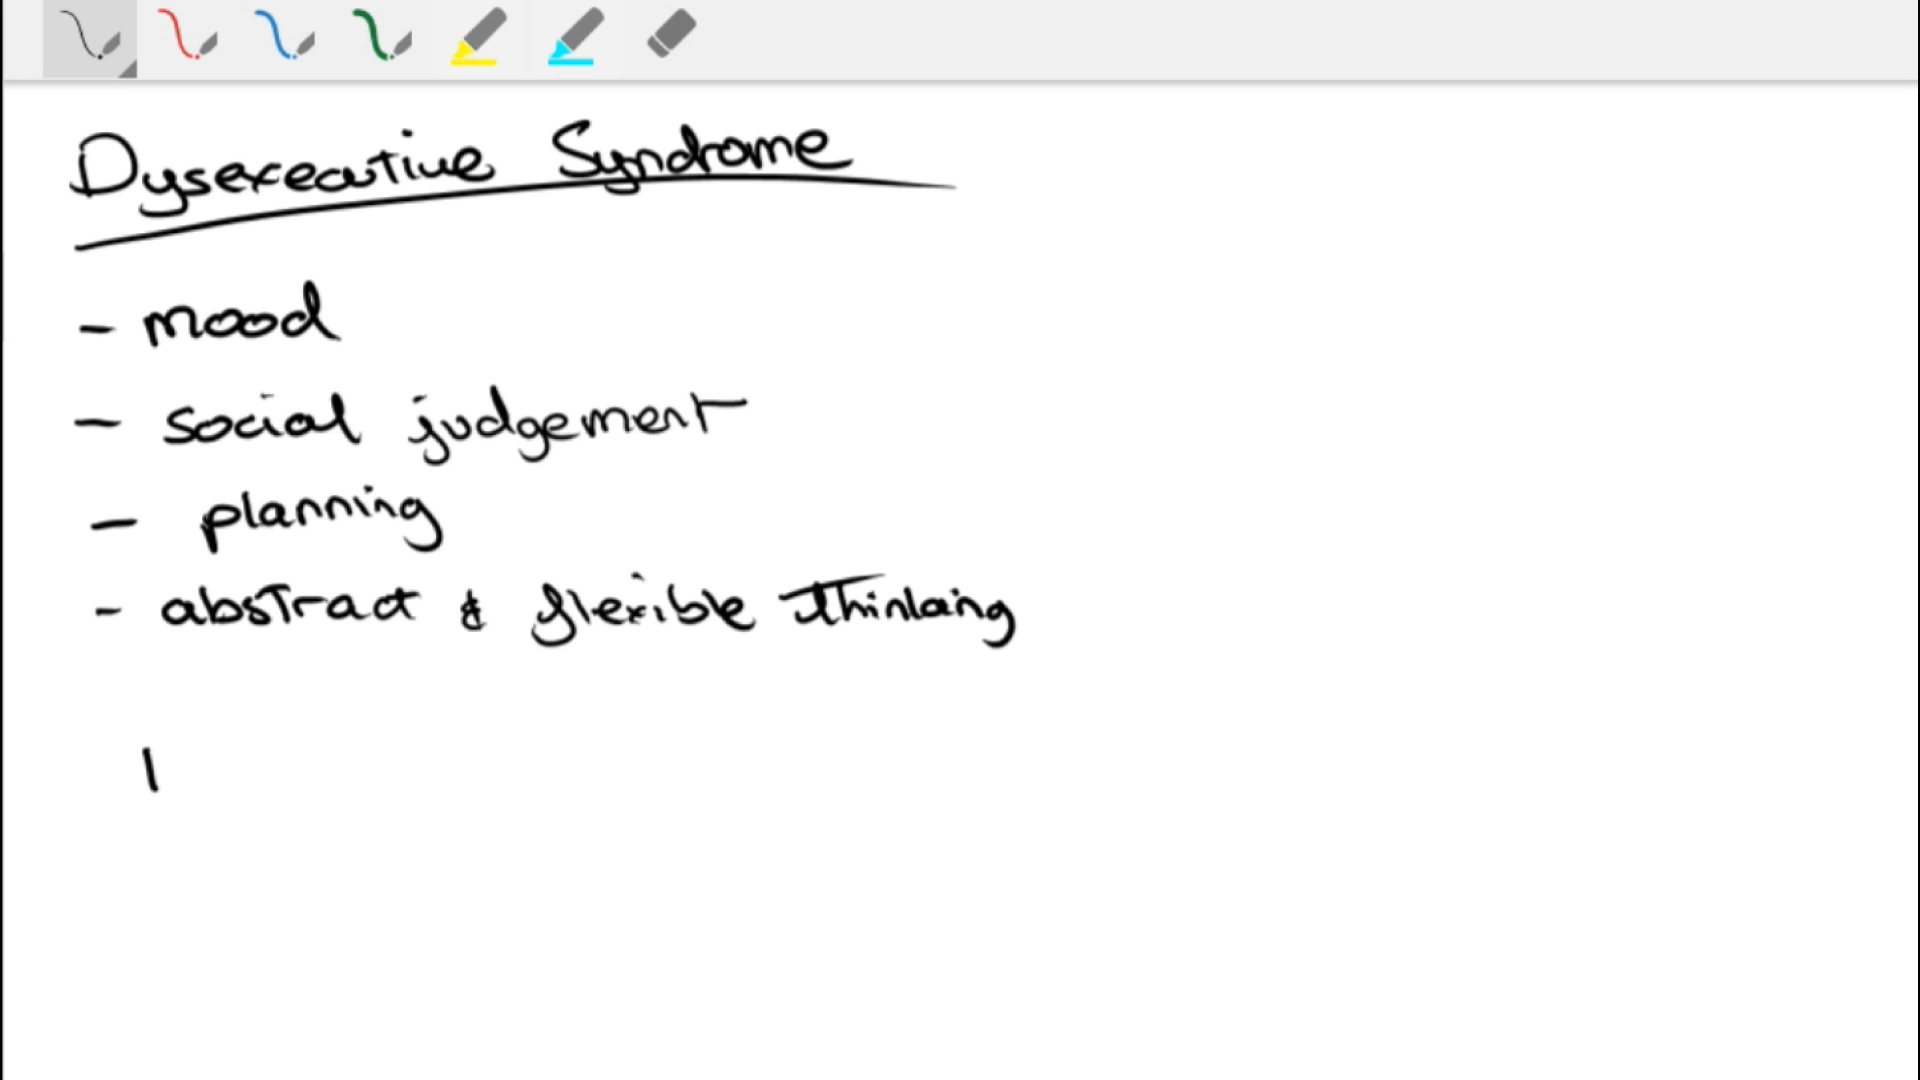 Dysexecutive Syndrome
- mood
- social judgement
- planning
- abstract & flexible thinking